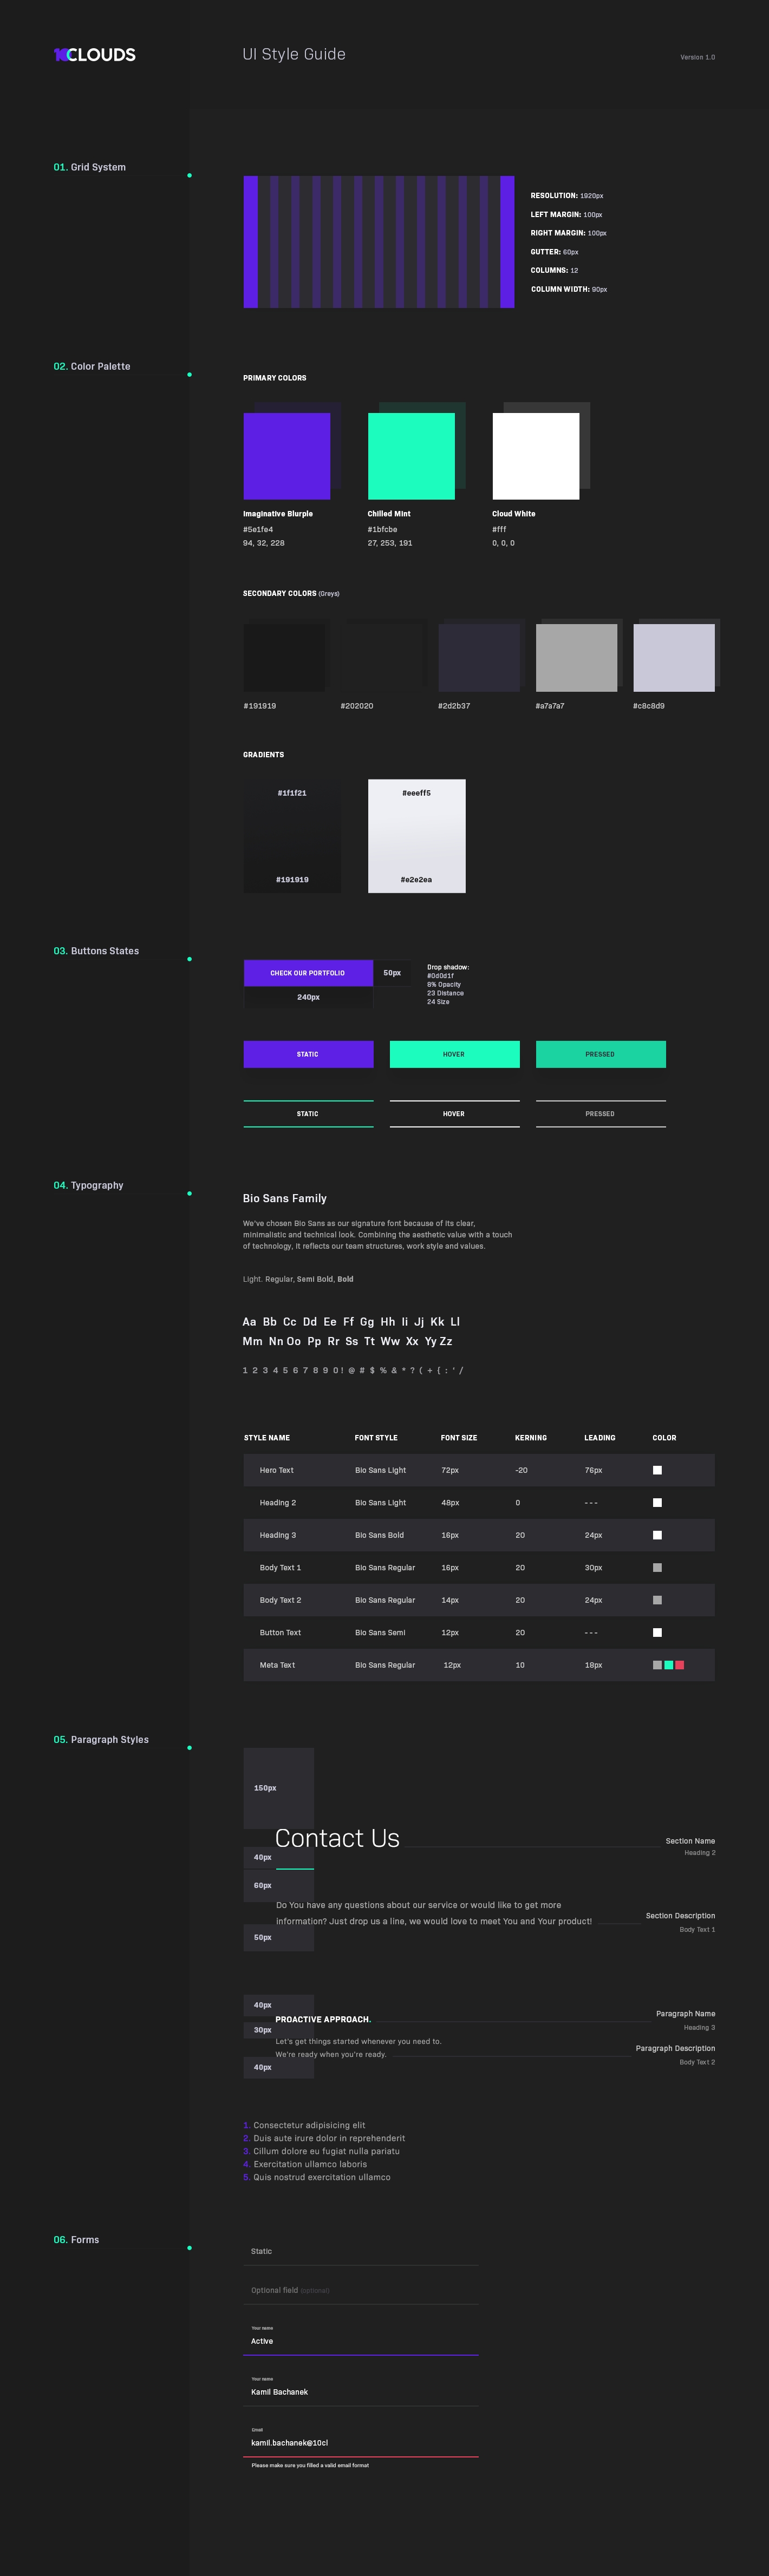 10CLOUDS
UI Style Guide
Version 1.0
01. Grid System
RESOLUTION: 1920px
LEFT MARGIN: 100px
RIGHT MARGIN: 100px
GUTTER: 60px
COLUMNS: 12
COLUMN WIDTH: 90px
02. Color Palette
PRIMARY COLORS
Imaginative Blurple
#5e1fe4
94, 32, 228
Chilled Mint
#1bfcbe
27, 253, 191
Cloud White
#fff
0, 0, 0
SECONDARY COLORS (Greys)
#191919
#202020
#2d2b37
#a7a7a7
#c8c8d9
GRADIENTS
#1f1f21
#191919
#eeeff5
#e2e2ea
03. Buttons States
CHECK OUR PORTFOLIO
50px
240px
Drop shadow:
#0d0d1f
8% Opacity
23 Distance
24 Size
STATIC
HOVER
PRESSED
STATIC
HOVER
PRESSED
04. Typography
Bio Sans Family
We've chosen Bio Sans as our signature font because of its clear,
minimalistic and technical look. Combining the aesthetic value with a touch
of technology, it reflects our team structures, work style and values.
Light. Regular, Semi Bold, Bold
Aa Bb Cc Dd Ee Ff Gg Hh Ii Jj Kk Ll
Mm Nn Oo Pp Rr Ss Tt Ww Xx Yy Zz
1 2 3 4 5 6 7 8 9 0 ! @ # $ % & * ? ( + { : ' /
STYLE NAME FONT STYLE FONT SIZE KERNING LEADING COLOR
Hero Text Bio Sans Light 72px -20 76px
Heading 2 Bio Sans Light 48px 0 ---
Heading 3 Bio Sans Bold 16px 20 24px
Body Text 1 Bio Sans Regular 16px 20 30px
Body Text 2 Bio Sans Regular 14px 20 24px
Button Text Bio Sans Semi 12px 20 ---
Meta Text Bio Sans Regular 12px 10 18px
05. Paragraph Styles
150px
Contact Us
Section Name
Heading 2
40px
60px
Do You have any questions about our service or would like to get more
information? Just drop us a line, we would love to meet You and Your product!
Section Description
Body Text 1
50px
40px
PROACTIVE APPROACH.
Paragraph Name
Heading 3
30px
Let's get things started whenever you need to.
We're ready when you're ready.
Paragraph Description
Body Text 2
40px
1. Consectetur adipisicing elit
2. Duis aute irure dolor in reprehenderit
3. Cillum dolore eu fugiat nulla pariatu
4. Exercitation ullamco laboris
5. Quis nostrud exercitation ullamco
06. Forms
Static
Optional field (optional)
Your name
Active
Your name
Kamil Bachanek
Email
kamil.bachanek@10cl
Please make sure you filled a valid email format